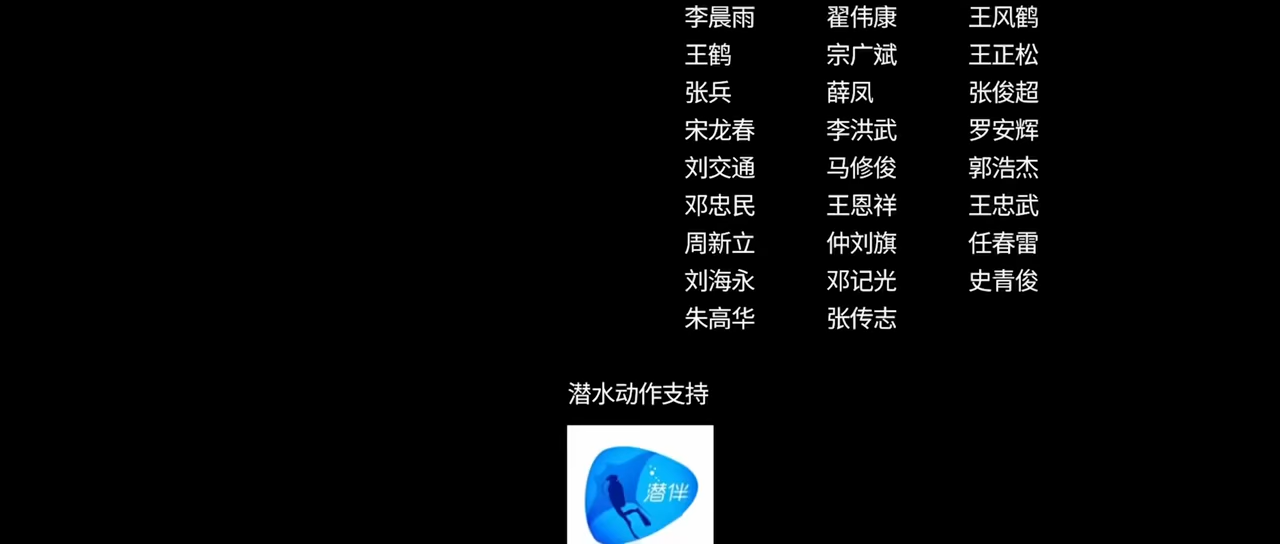 李晨雨 翟伟康 王风鹤
王鹤 宗广斌 王正松
张兵 薛凤 张俊超
宋龙春 李洪武 罗安辉
刘交通 马修俊 郭浩杰
邓忠民 王恩祥 王忠武
周新立 仲刘旗 任春雷
刘海永 邓记光 史青俊
朱高华 张传志
潜水动作支持
潜伴